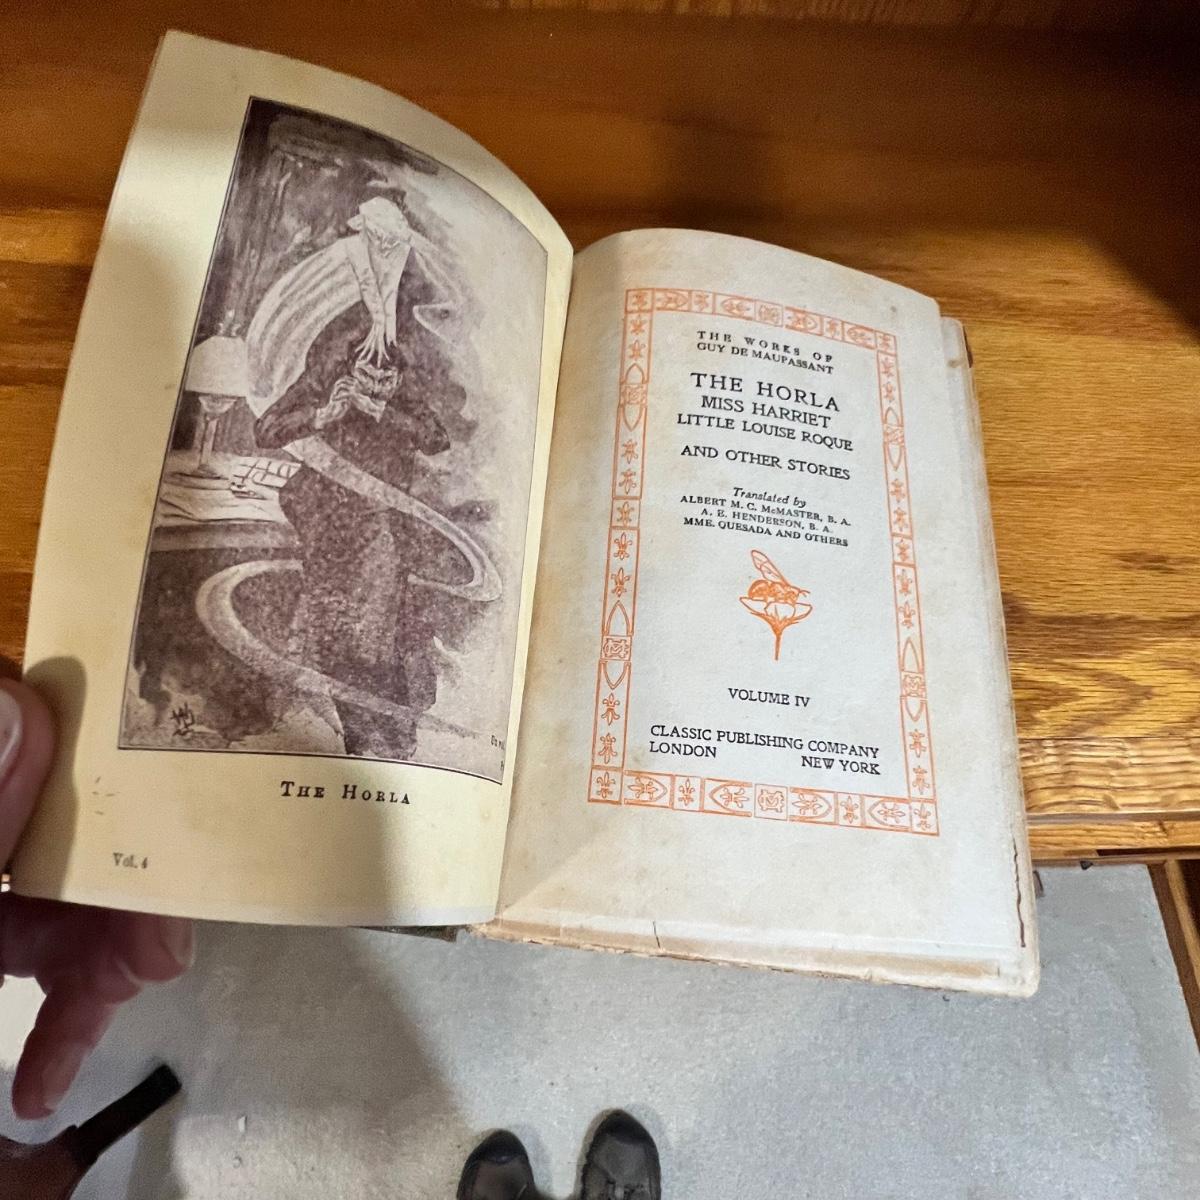 THE HORLA
Vol. 4
THE WORKS OF
GUY DE MAUPASSANT
THE HORLA
MISS HARRIET
LITTLE LOUISE ROQUE
AND OTHER STORIES
Translated by
ALBERT M. C. McMASTER, B. A.
A. E. HENDERSON, B. A.
MME. QUESADA AND OTHERS
VOLUME IV
CLASSIC PUBLISHING COMPANY
LONDON NEW YORK